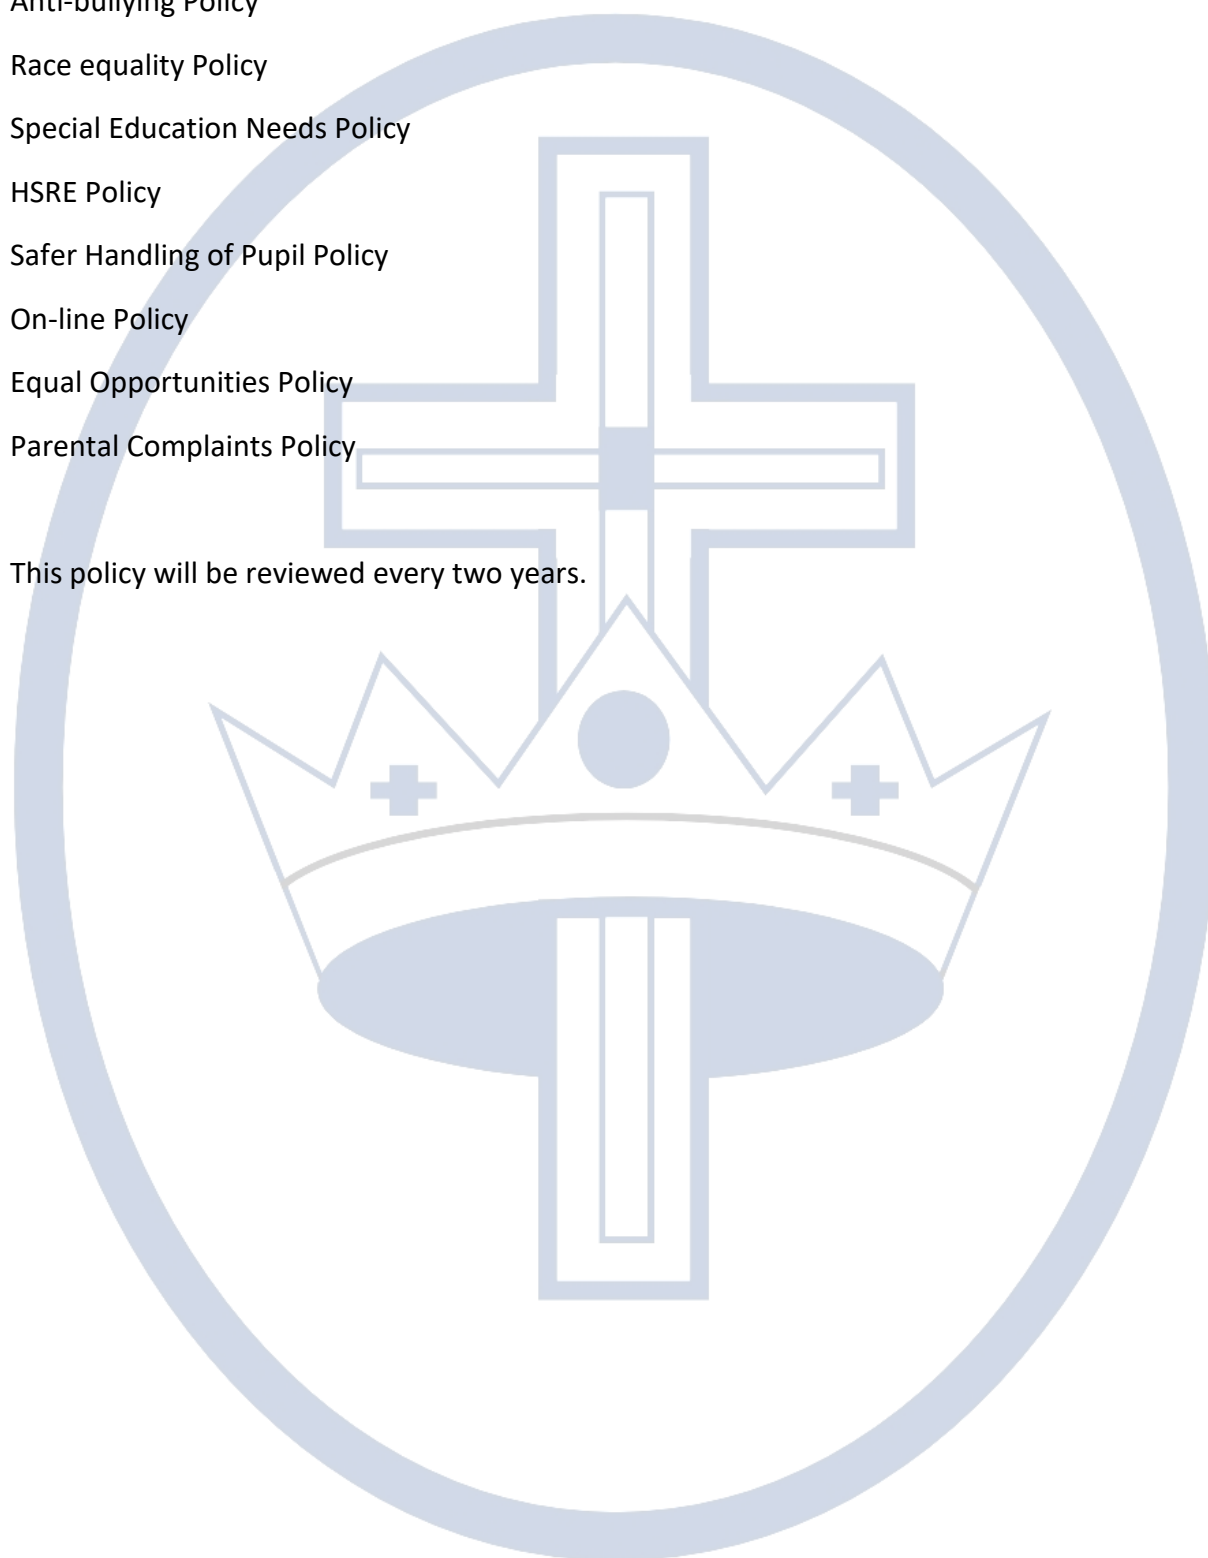 Anti-bullying Policy
Race equality Policy
Special Education Needs Policy
HSRE Policy
Safer Handling of Pupil Policy
On-line Policy
Equal Opportunities Policy
Parental Complaints Policy
This policy will be reviewed every two years.